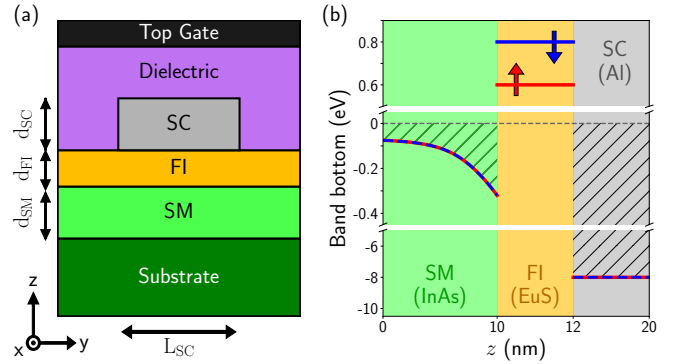 (a)
Top Gate
Dielectric
SC
FI
SM
Substrate
d_SC
d_FI
d_SM
z
x
y
L_SC
(b)
Band bottom (eV)
0.8
0.6
0
-0.2
-0.4
-6
-8
-10
SC
(Al)
SM
(InAs)
FI
(EuS)
0
10
12
20
z (nm)